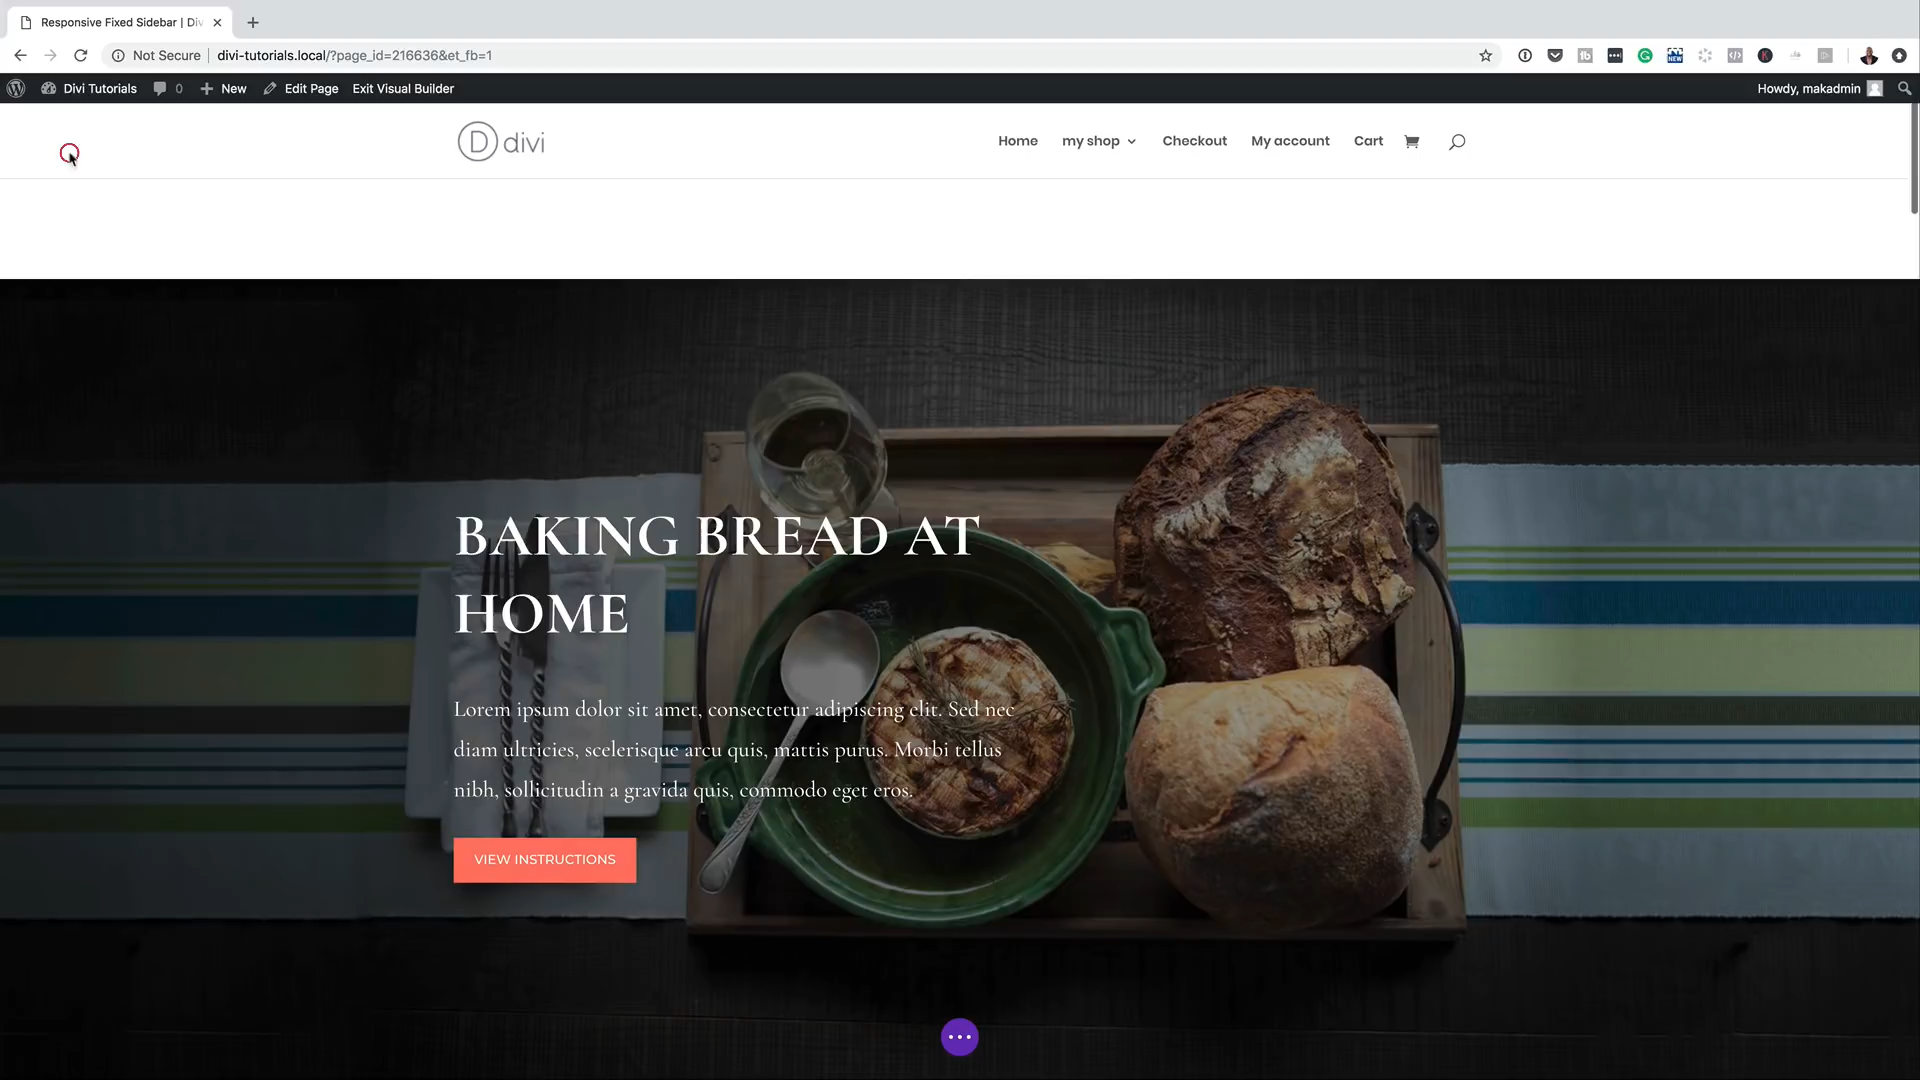 Responsive Fixed Sidebar | Div
Not Secure
divi-tutorials.local/?page_id=216636&et_fb=1
Divi Tutorials
0
New
Edit Page
Exit Visual Builder
Howdy, makadmin
D divi
Home
my shop
Checkout
My account
Cart
BAKING BREAD AT
HOME
Lorem ipsum dolor sit amet, consectetur adipiscing elit. Sed nec
diam ultricies, scelerisque arcu quis, mattis purus. Morbi tellus
nibh, sollicitudin a gravida quis, commodo eget eros.
VIEW INSTRUCTIONS